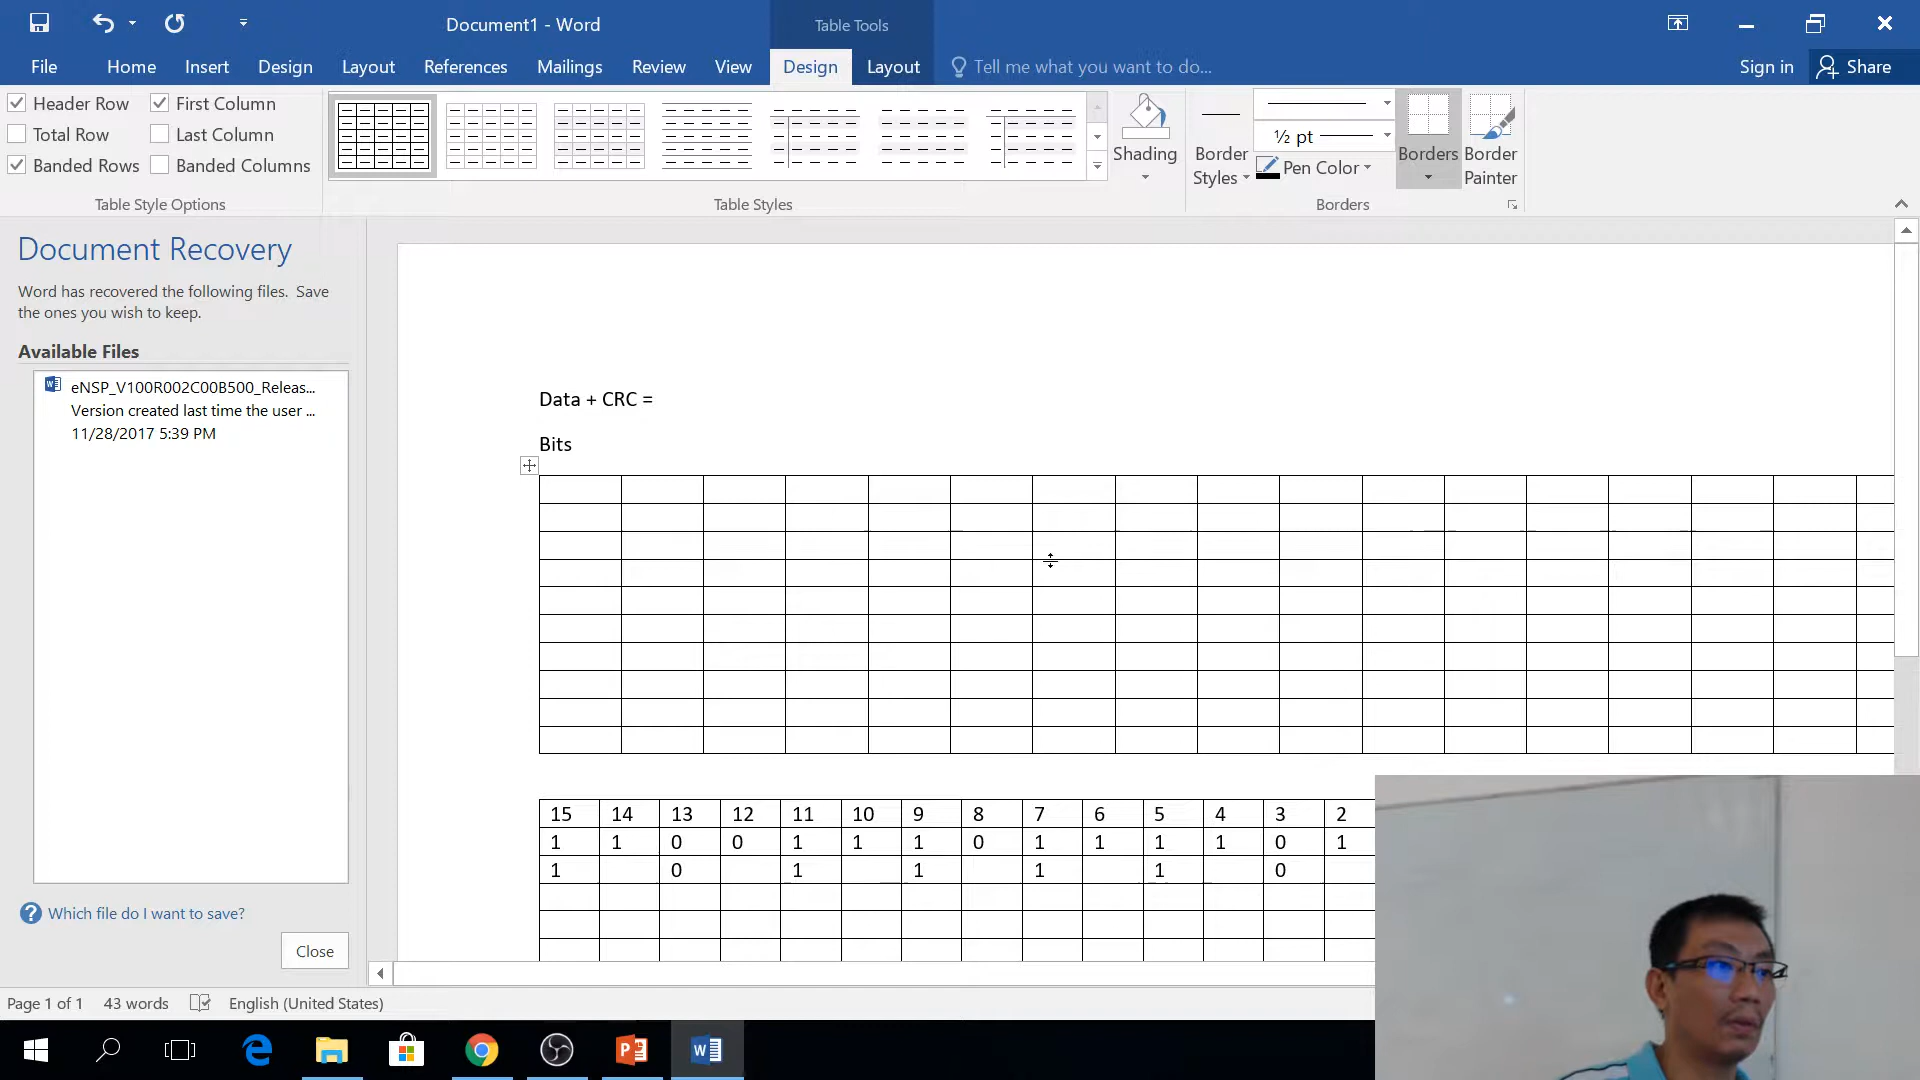 Document1 - Word
Table Tools
File Home Insert Design Layout References Mailings Review View Design Layout Tell me what you want to do... Sign in Share
Header Row First Column
Total Row Last Column
Banded Rows Banded Columns
Table Style Options
Table Styles
Shading
Border
Styles
½ pt
Pen Color
Borders
Border
Painter
Borders
Document Recovery
Word has recovered the following files. Save
the ones you wish to keep.
Available Files
eNSP_V100R002C00B500_Releas...
Version created last time the user ...
11/28/2017 5:39 PM
Which file do I want to save?
Close
Data + CRC =
Bits
15 14 13 12 11 10 9 8 7 6 5 4 3 2
1 1 0 0 1 1 1 0 1 1 1 1 0 1
1 0 1 1 1 1 0
Page 1 of 1 43 words English (United States)